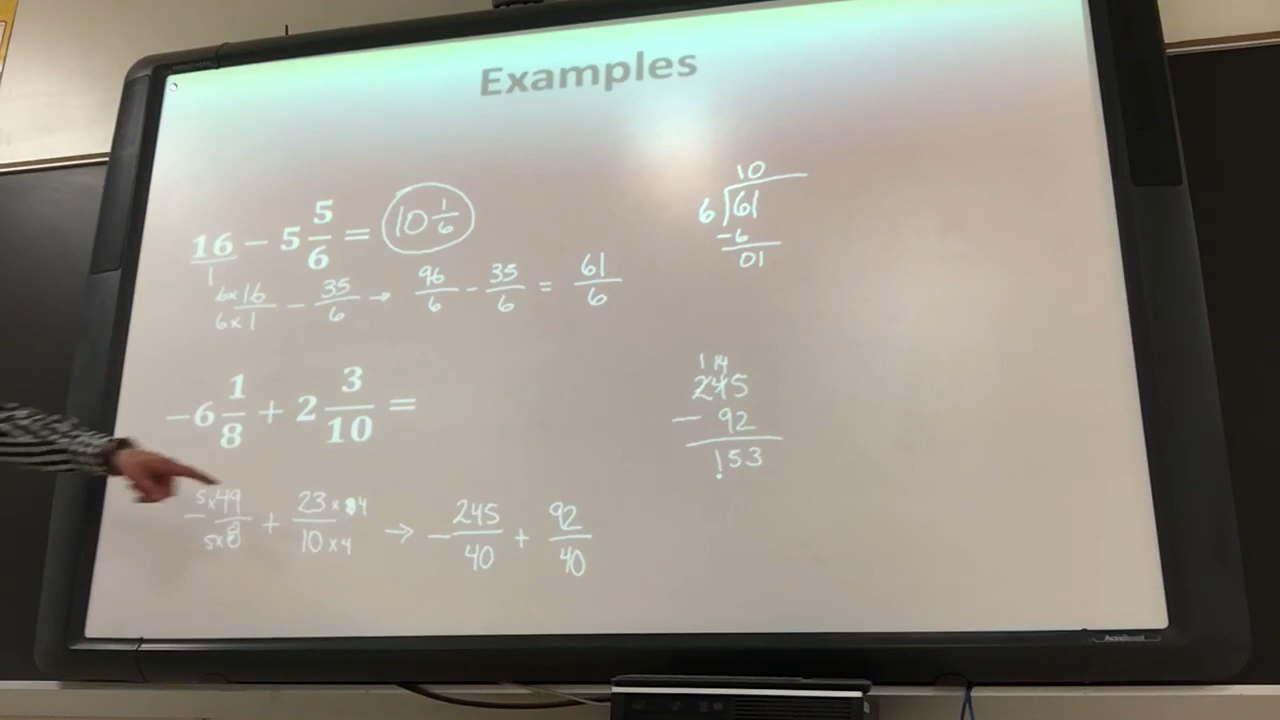 Examples
16/1 − 5 5/6 = 10 1/6
6×16/6×1 − 35/6 → 96/6 − 35/6 = 61/6
−6 1/8 + 2 3/10 =
−5×49/5×8 + 23×4/10×4 → −245/40 + 92/40
10
6)61
−6
01
1 14
245
− 92
153